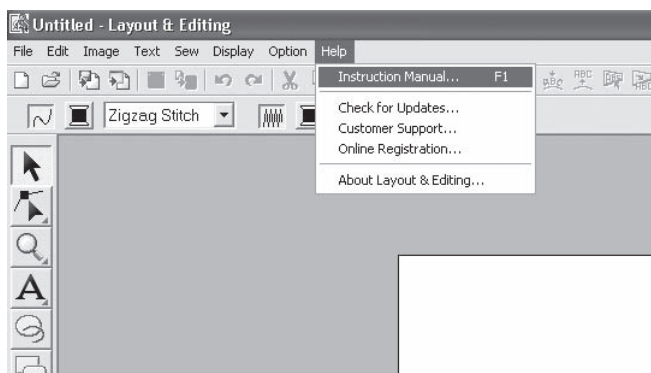 Untitled - Layout & Editing
File Edit Image Text Sew Display Option Help
Instruction Manual... F1
Zigzag Stitch
Check for Updates...
Customer Support...
Online Registration...
About Layout & Editing...
A